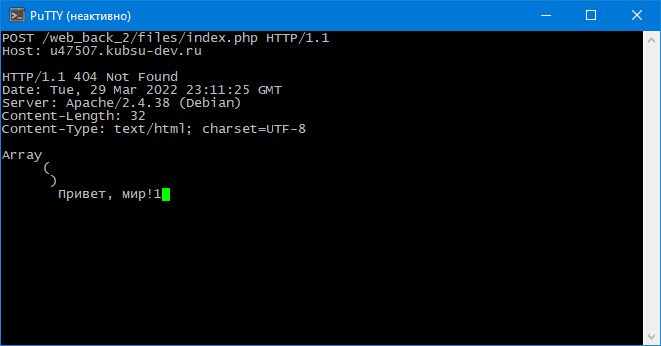 PuTTY (неактивно)
POST /web_back_2/files/index.php HTTP/1.1
Host: u47507.kubsu-dev.ru
HTTP/1.1 404 Not Found
Date: Tue, 29 Mar 2022 23:11:25 GMT
Server: Apache/2.4.38 (Debian)
Content-Length: 32
Content-Type: text/html; charset=UTF-8
Array
(
)
Привет, мир!1